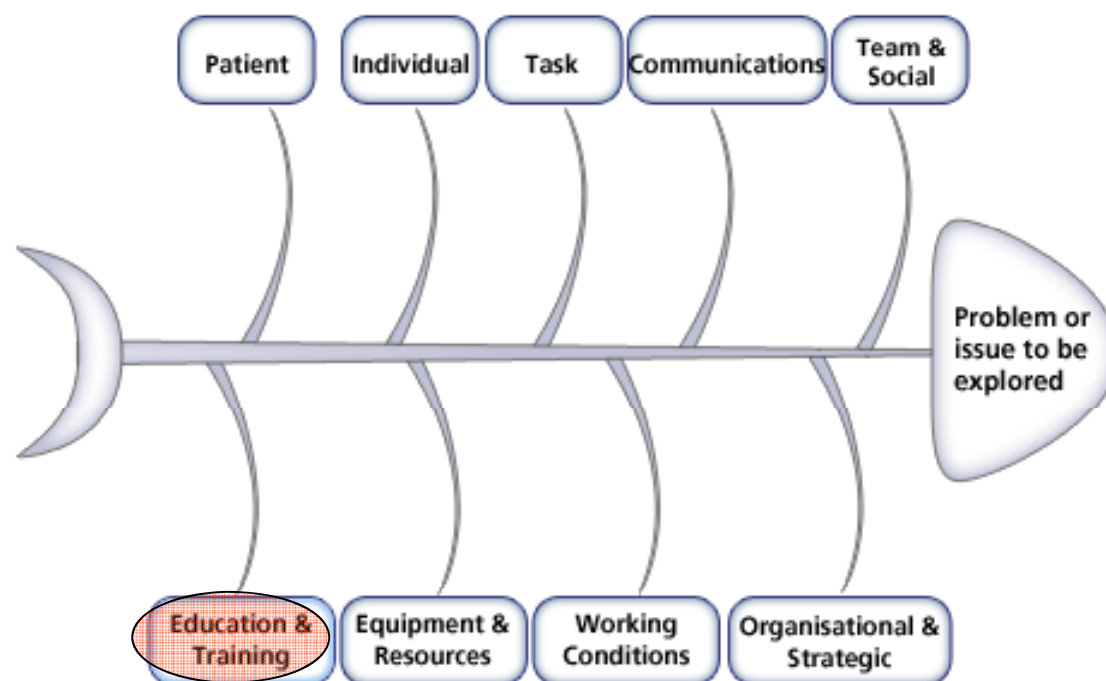 Patient
Individual
Task
Communications
Team &
Social
Problem or
issue to be
explored
Education &
Training
Equipment &
Resources
Working
Conditions
Organisational &
Strategic